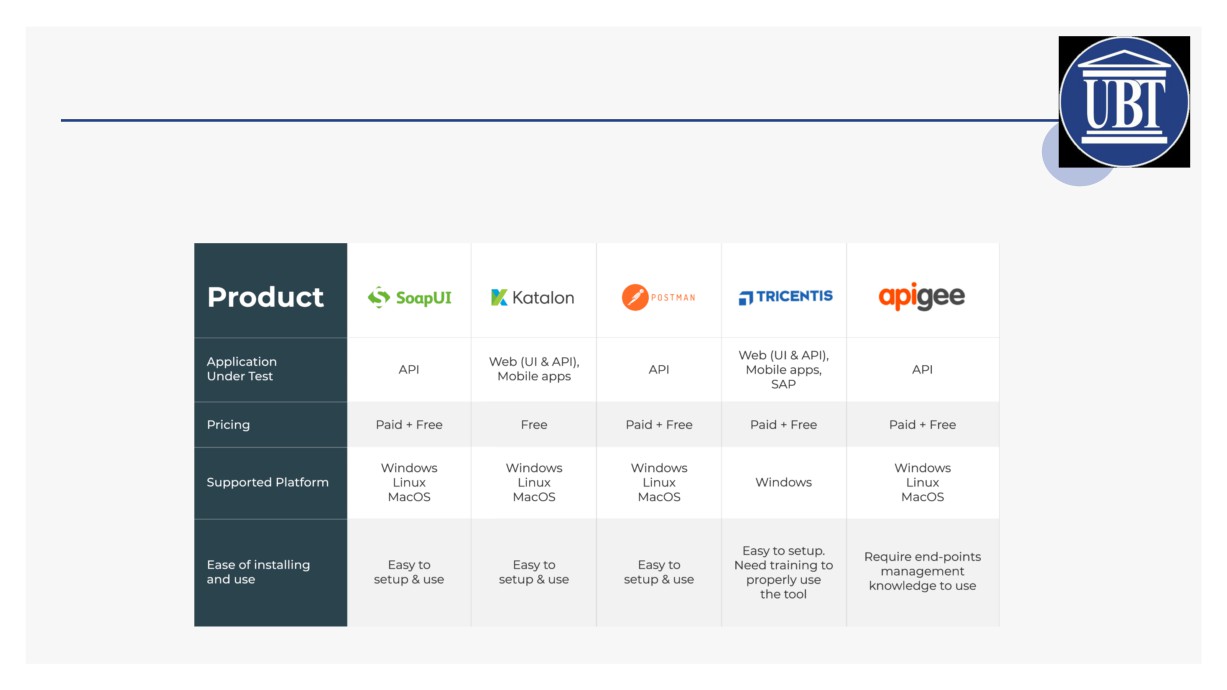 UBT
Product
SoapUI
Katalon
POSTMAN
TRICENTIS
apigee
Application
Under Test
API
Web (UI & API),
Mobile apps
API
Web (UI & API),
Mobile apps,
SAP
API
Pricing
Paid + Free
Free
Paid + Free
Paid + Free
Paid + Free
Supported Platform
Windows
Linux
MacOS
Windows
Linux
MacOS
Windows
Linux
MacOS
Windows
Windows
Linux
MacOS
Ease of installing
and use
Easy to
setup & use
Easy to
setup & use
Easy to
setup & use
Easy to setup.
Need training to
properly use
the tool
Require end-points
management
knowledge to use